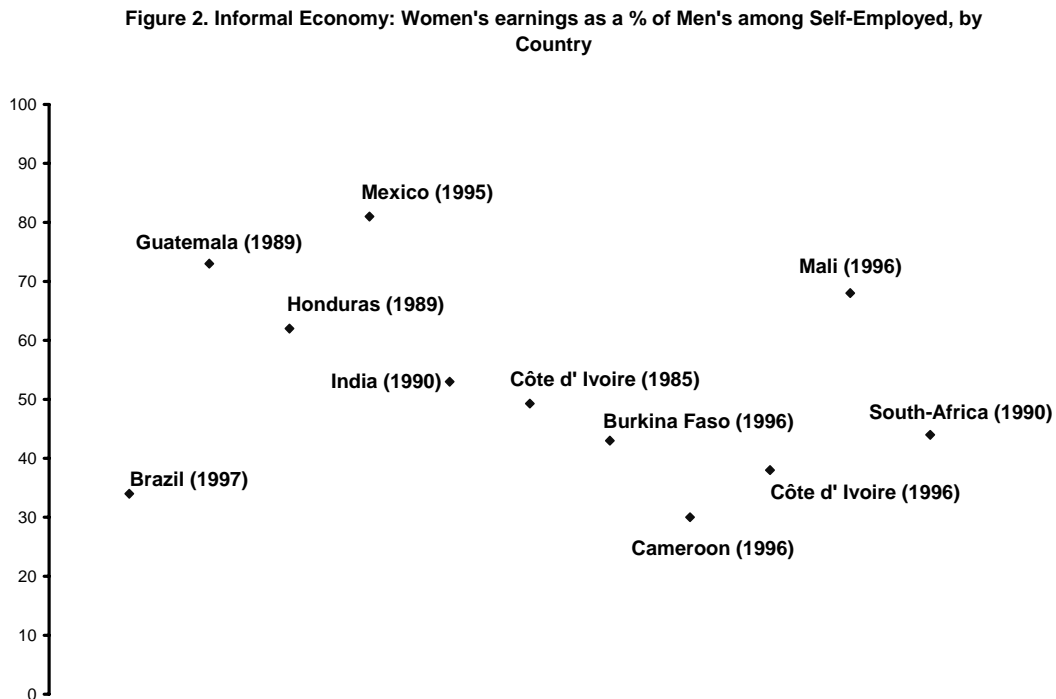 Figure 2. Informal Economy: Women's earnings as a % of Men's among Self-Employed, by
Country
100
90
80
70
60
50
40
30
20
10
0
Mexico (1995)
Guatemala (1989)
Mali (1996)
Honduras (1989)
India (1990)
Côte d' Ivoire (1985)
Burkina Faso (1996)
South-Africa (1990)
Brazil (1997)
Côte d' Ivoire (1996)
Cameroon (1996)